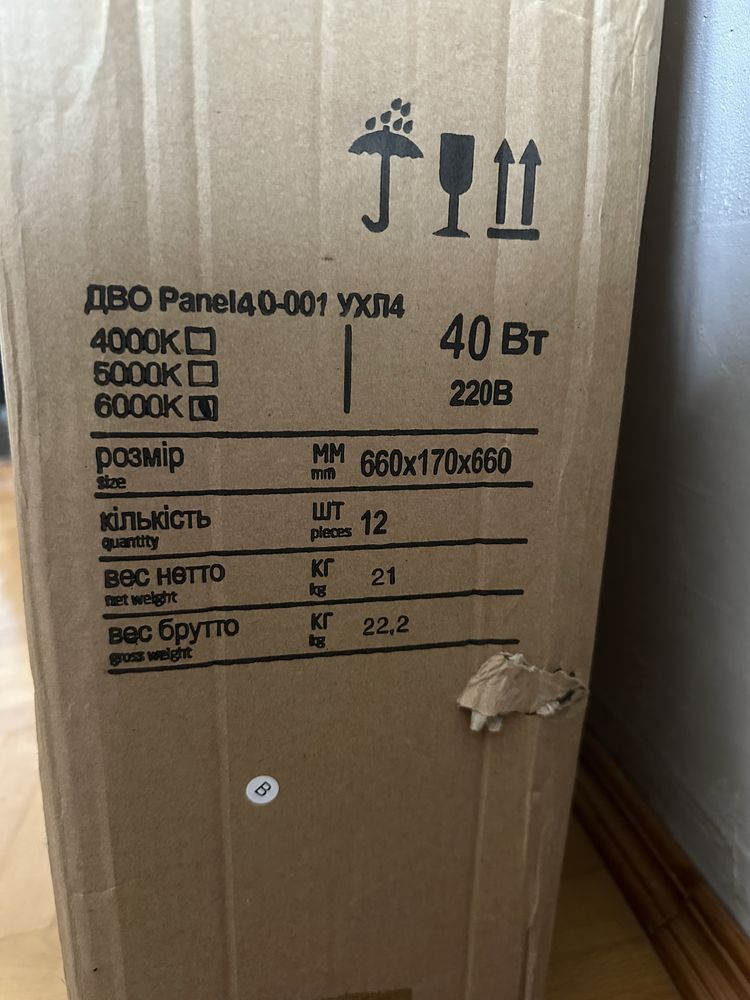 ДВО Panel40-001 УХЛ4
4000K
5000K
6000K
40 Вт
220В
розмір мм 660х170х660
size mm
кількість шт 12
quantity pieces
вес нетто кг 21
net weight kg
вес брутто кг 22,2
gross weight kg
B